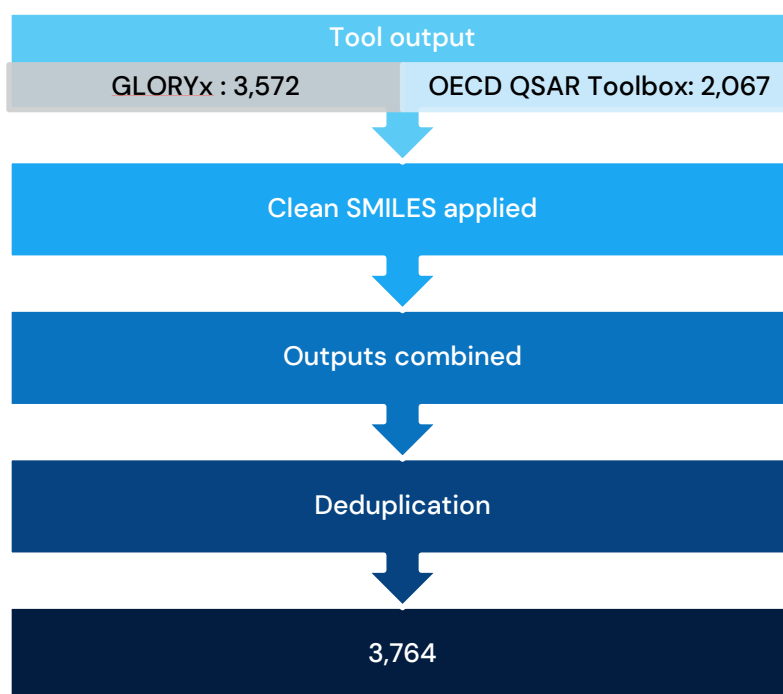 Tool output
GLORYx : 3,572
OECD QSAR Toolbox: 2,067
Clean SMILES applied
Outputs combined
Deduplication
3,764